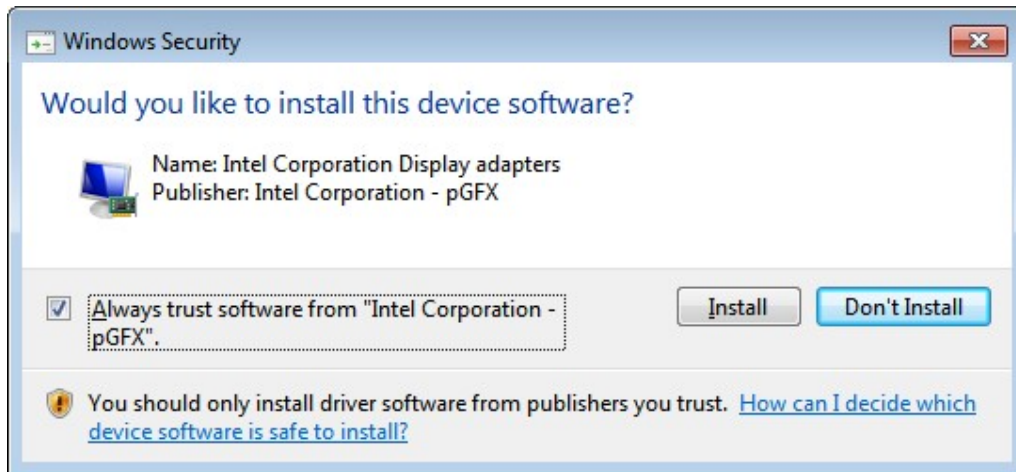 Windows Security
Would you like to install this device software?
Name: Intel Corporation Display adapters
Publisher: Intel Corporation - pGFX
Always trust software from "Intel Corporation -
pGFX".
Install
Don't Install
You should only install driver software from publishers you trust. How can I decide which
device software is safe to install?